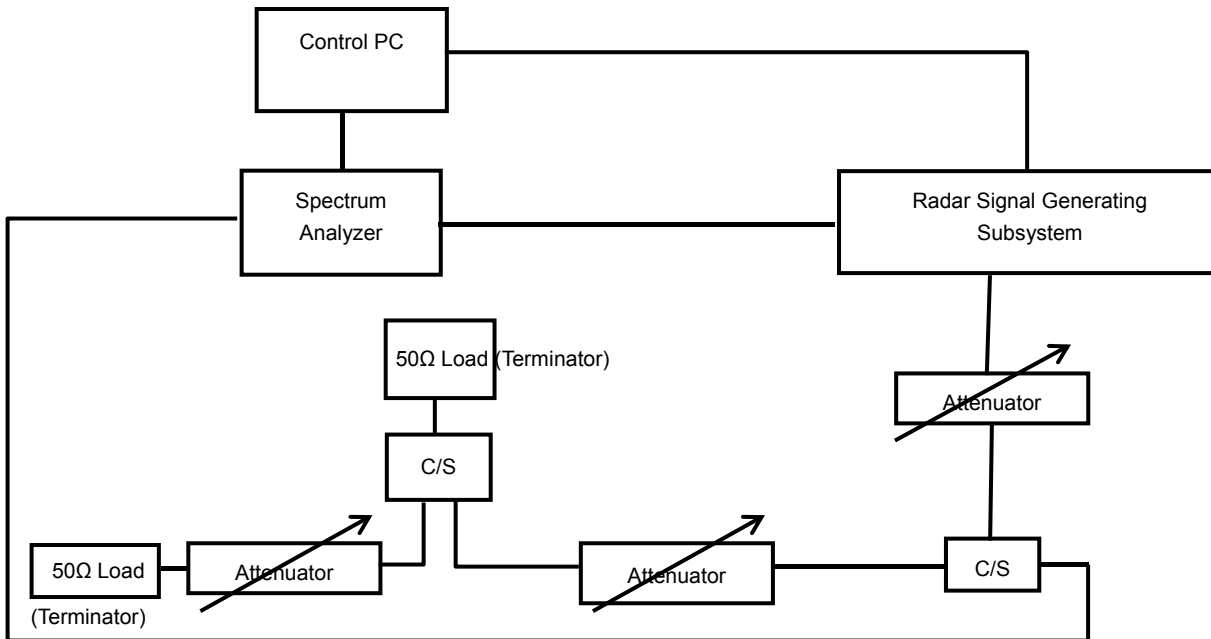 Control PC
Spectrum
Analyzer
Radar Signal Generating
Subsystem
50Ω Load (Terminator)
Attenuator
C/S
50Ω Load
(Terminator)
Attenuator
Attenuator
C/S